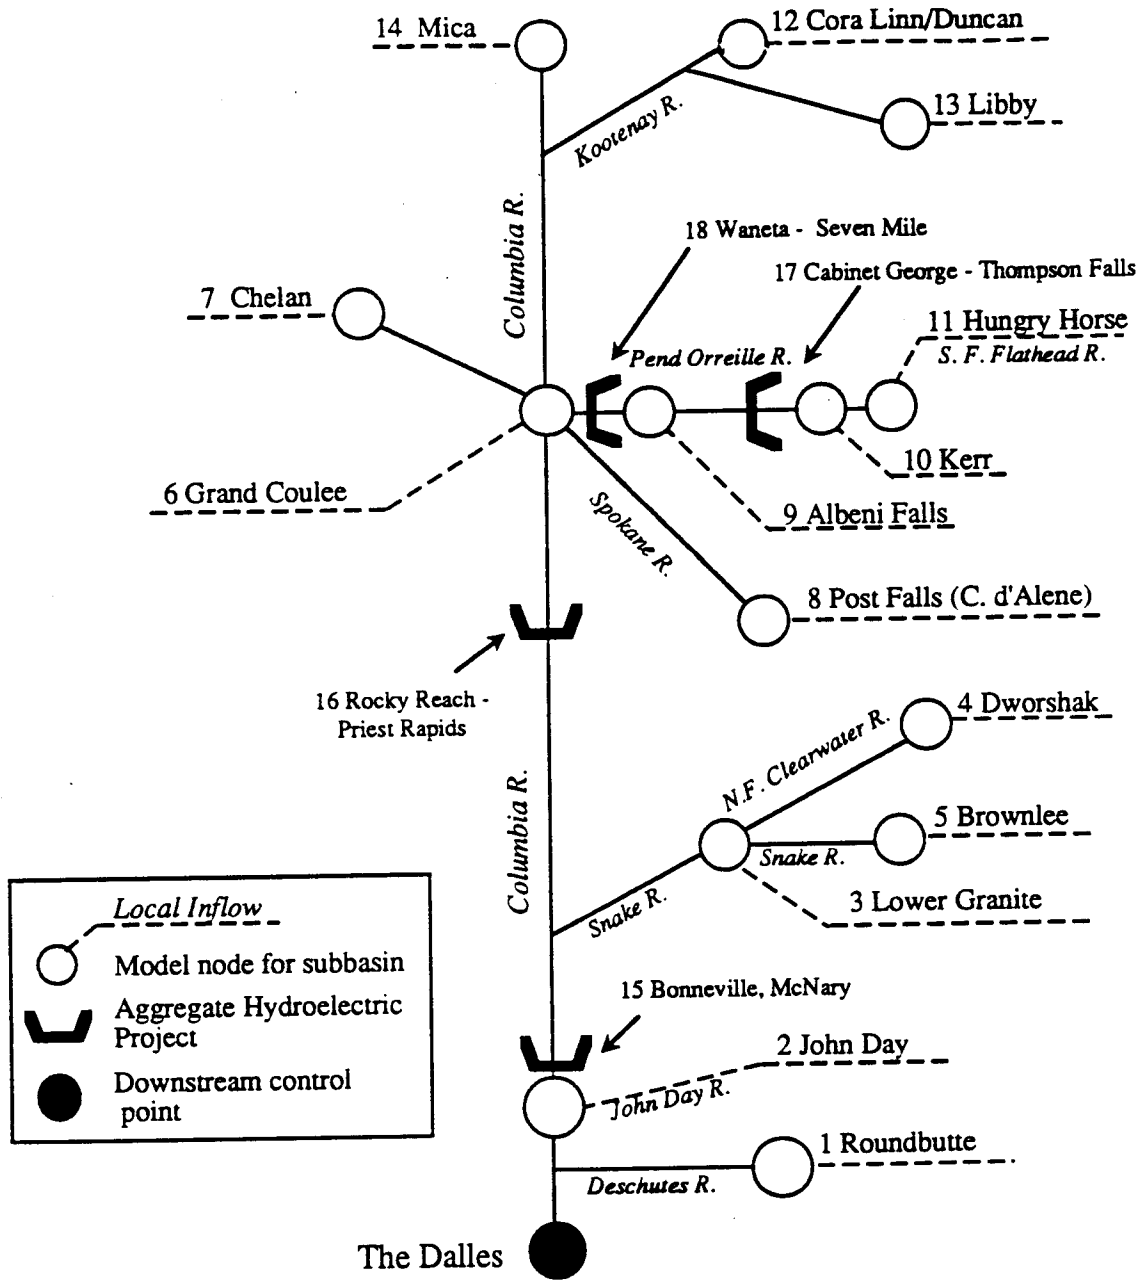 14 Mica
12 Cora Linn/Duncan
13 Libby
Kootenay R.
Columbia R.
18 Waneta - Seven Mile
17 Cabinet George - Thompson Falls
7 Chelan
11 Hungry Horse
S. F. Flathead R.
Pend Orreille R.
10 Kerr
6 Grand Coulee
9 Albeni Falls
Spokane R.
8 Post Falls (C. d'Alene)
16 Rocky Reach -
Priest Rapids
4 Dworshak
N.F. Clearwater R.
5 Brownlee
Snake R.
Columbia R.
3 Lower Granite
Snake R.
Local Inflow
Model node for subbasin
Aggregate Hydroelectric
Project
Downstream control
point
15 Bonneville, McNary
2 John Day
John Day R.
1 Roundbutte
Deschutes R.
The Dalles